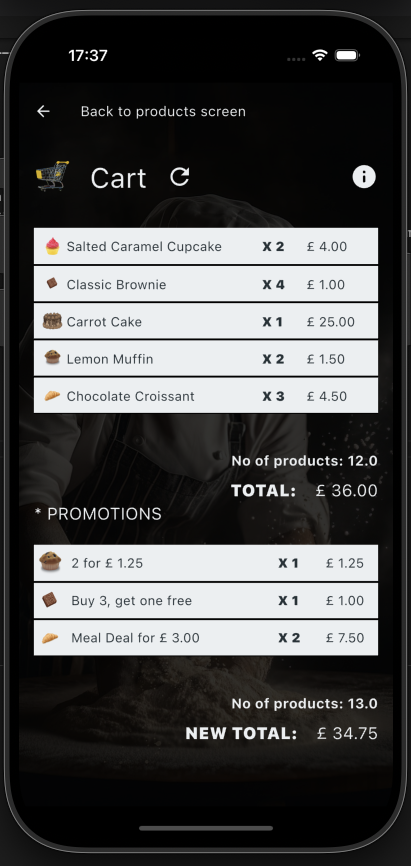 17:37
Back to products screen
Cart
Salted Caramel Cupcake X 2 £ 4.00
Classic Brownie X 4 £ 1.00
Carrot Cake X 1 £ 25.00
Lemon Muffin X 2 £ 1.50
Chocolate Croissant X 3 £ 4.50
No of products: 12.0
TOTAL: £ 36.00
* PROMOTIONS
2 for £ 1.25 X 1 £ 1.25
Buy 3, get one free X 1 £ 1.00
Meal Deal for £ 3.00 X 2 £ 7.50
No of products: 13.0
NEW TOTAL: £ 34.75